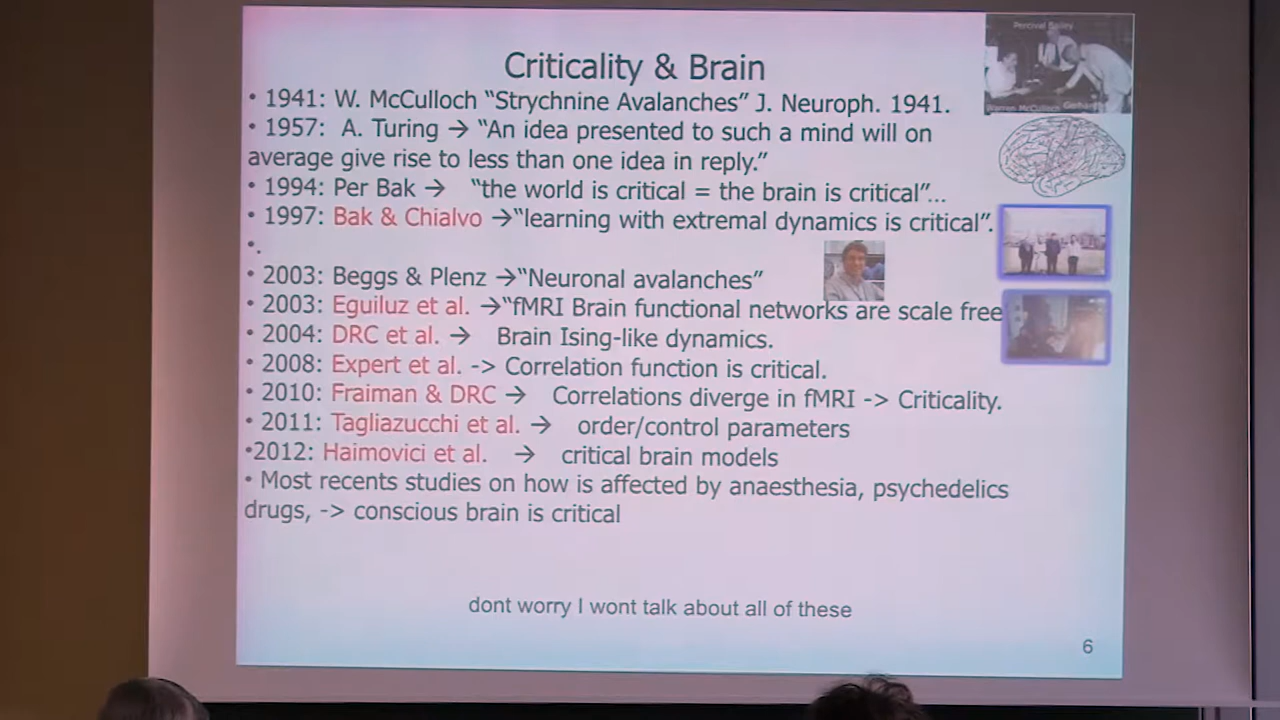 Percival Bailey
Criticality & Brain
• 1941: W. McCulloch “Strychnine Avalanches” J. Neuroph. 1941.
Warren McCulloch
• 1957: A. Turing → “An idea presented to such a mind will on
average give rise to less than one idea in reply.”
• 1994: Per Bak → “the world is critical = the brain is critical”...
• 1997: Bak & Chialvo →“learning with extremal dynamics is critical”.
•.
• 2003: Beggs & Plenz →“Neuronal avalanches”
• 2003: Eguiluz et al. →“fMRI Brain functional networks are scale free
• 2004: DRC et al. → Brain Ising-like dynamics.
• 2008: Expert et al. -> Correlation function is critical.
• 2010: Fraiman & DRC → Correlations diverge in fMRI -> Criticality.
• 2011: Tagliazucchi et al. → order/control parameters
•2012: Haimovici et al. → critical brain models
• Most recents studies on how is affected by anaesthesia, psychedelics
drugs, -> conscious brain is critical
dont worry I wont talk about all of these
6